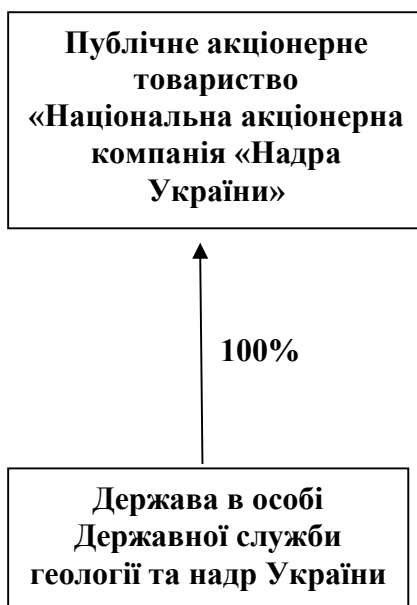 Публічне акціонерне
товариство
«Національна акціонерна
компанія «Надра
України»
100%
Держава в особі
Державної служби
геології та надр України